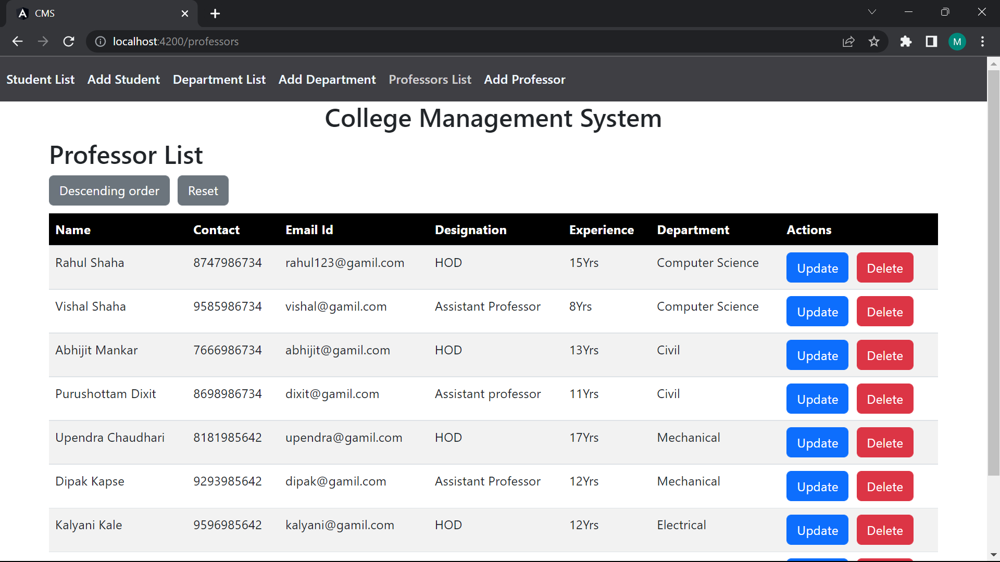 CMS
localhost:4200/professors
M
Student List Add Student Department List Add Department Professors List Add Professor
College Management System
Professor List
Descending order Reset
Name Contact Email Id Designation Experience Department Actions
Rahul Shaha 8747986734 rahul123@gamil.com HOD 15Yrs Computer Science Update Delete
Vishal Shaha 9585986734 vishal@gamil.com Assistant Professor 8Yrs Computer Science Update Delete
Abhijit Mankar 7666986734 abhijit@gamil.com HOD 13Yrs Civil Update Delete
Purushottam Dixit 8698986734 dixit@gamil.com Assistant professor 11Yrs Civil Update Delete
Upendra Chaudhari 8181985642 upendra@gamil.com HOD 17Yrs Mechanical Update Delete
Dipak Kapse 9293985642 dipak@gamil.com Assistant Professor 12Yrs Mechanical Update Delete
Kalyani Kale 9596985642 kalyani@gamil.com HOD 12Yrs Electrical Update Delete